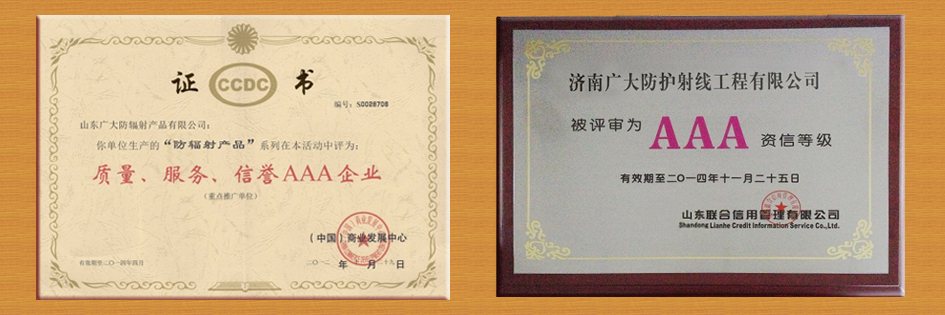 证 CCDC 书
编号：S0028708
山东广大防辐射产品有限公司：
你单位生产的“防辐射产品”系列在本活动中评为：
质量、服务、信誉AAA企业
（重点推广单位）
（中国）商业发展中心
年 月 日
有效期至二〇一四年四月
济南广大防护射线工程有限公司
被评审为 AAA 资信等级
有效期至二〇一四年十一月二十五日
山东联合信用管理有限公司
Shandong Lianhe Credit Information Service Co.,Ltd.